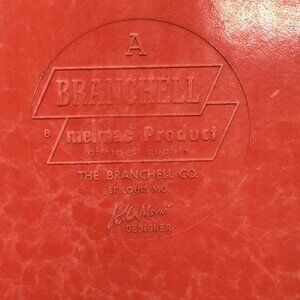 A
BRANCHELL
B
melmac® Product
of finest quality
THE BRANCHELL CO.
ST. LOUIS, MO.
DESIGNER